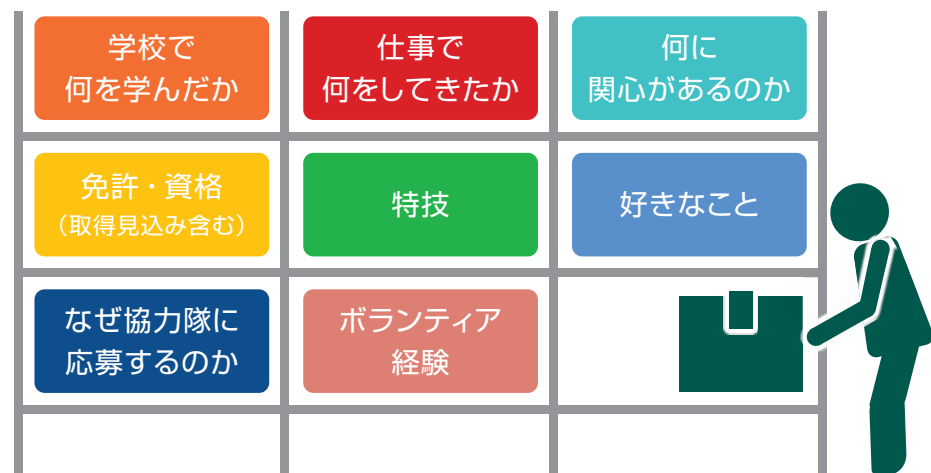 学校で
何を学んだか
仕事で
何をしてきたか
何に
関心があるのか
免許・資格
（取得見込み含む）
特技
好きなこと
なぜ協力隊に
応募するのか
ボランティア
経験